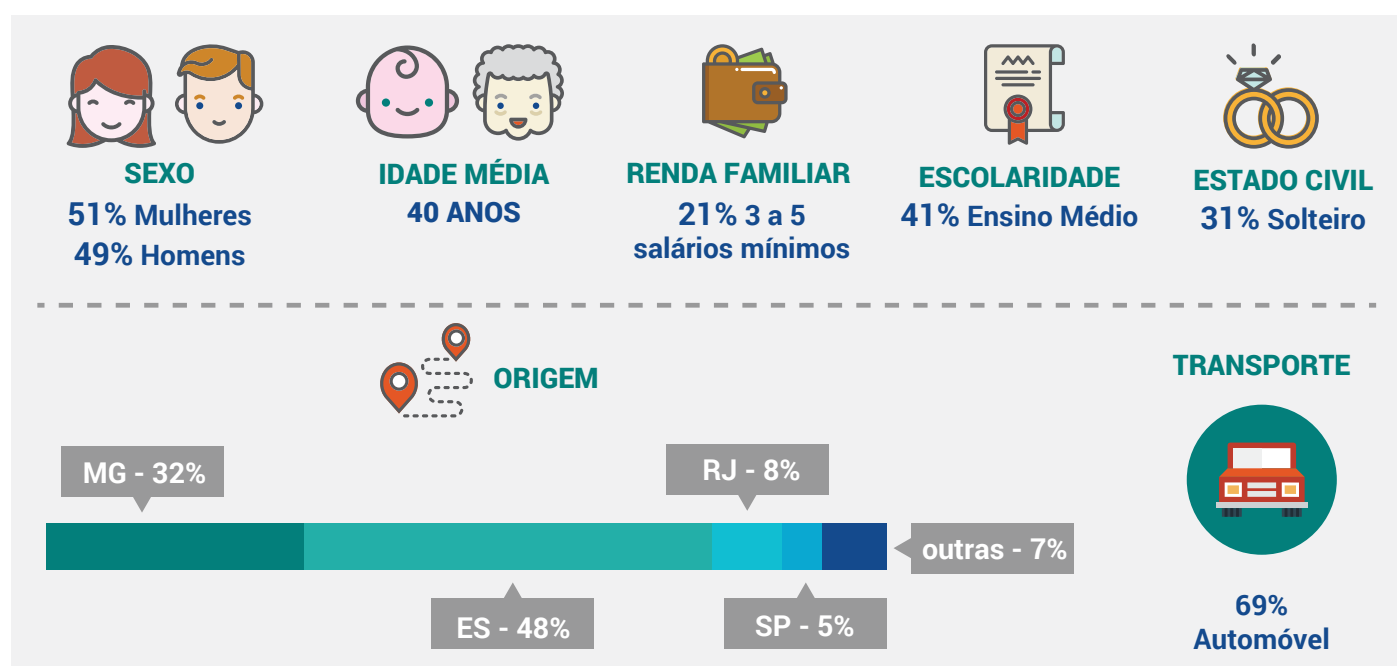 SEXO
51% Mulheres
49% Homens
IDADE MÉDIA
40 ANOS
RENDA FAMILIAR
21% 3 a 5
salários mínimos
ESCOLARIDADE
41% Ensino Médio
ESTADO CIVIL
31% Solteiro
ORIGEM
MG - 32%
RJ - 8%
outras - 7%
ES - 48%
SP - 5%
TRANSPORTE
69%
Automóvel